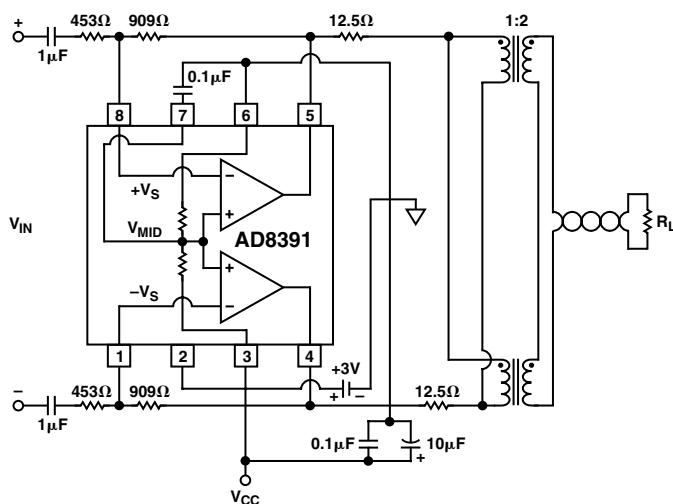 + 453Ω 909Ω 12.5Ω 1:2
1μF
0.1μF
8 7 6 5
+VS
VIN
VMID
AD8391
RL
–VS
1 2 3 4
+3V
+ –
– 453Ω 909Ω 12.5Ω
1μF
0.1μF 10μF
+
VCC